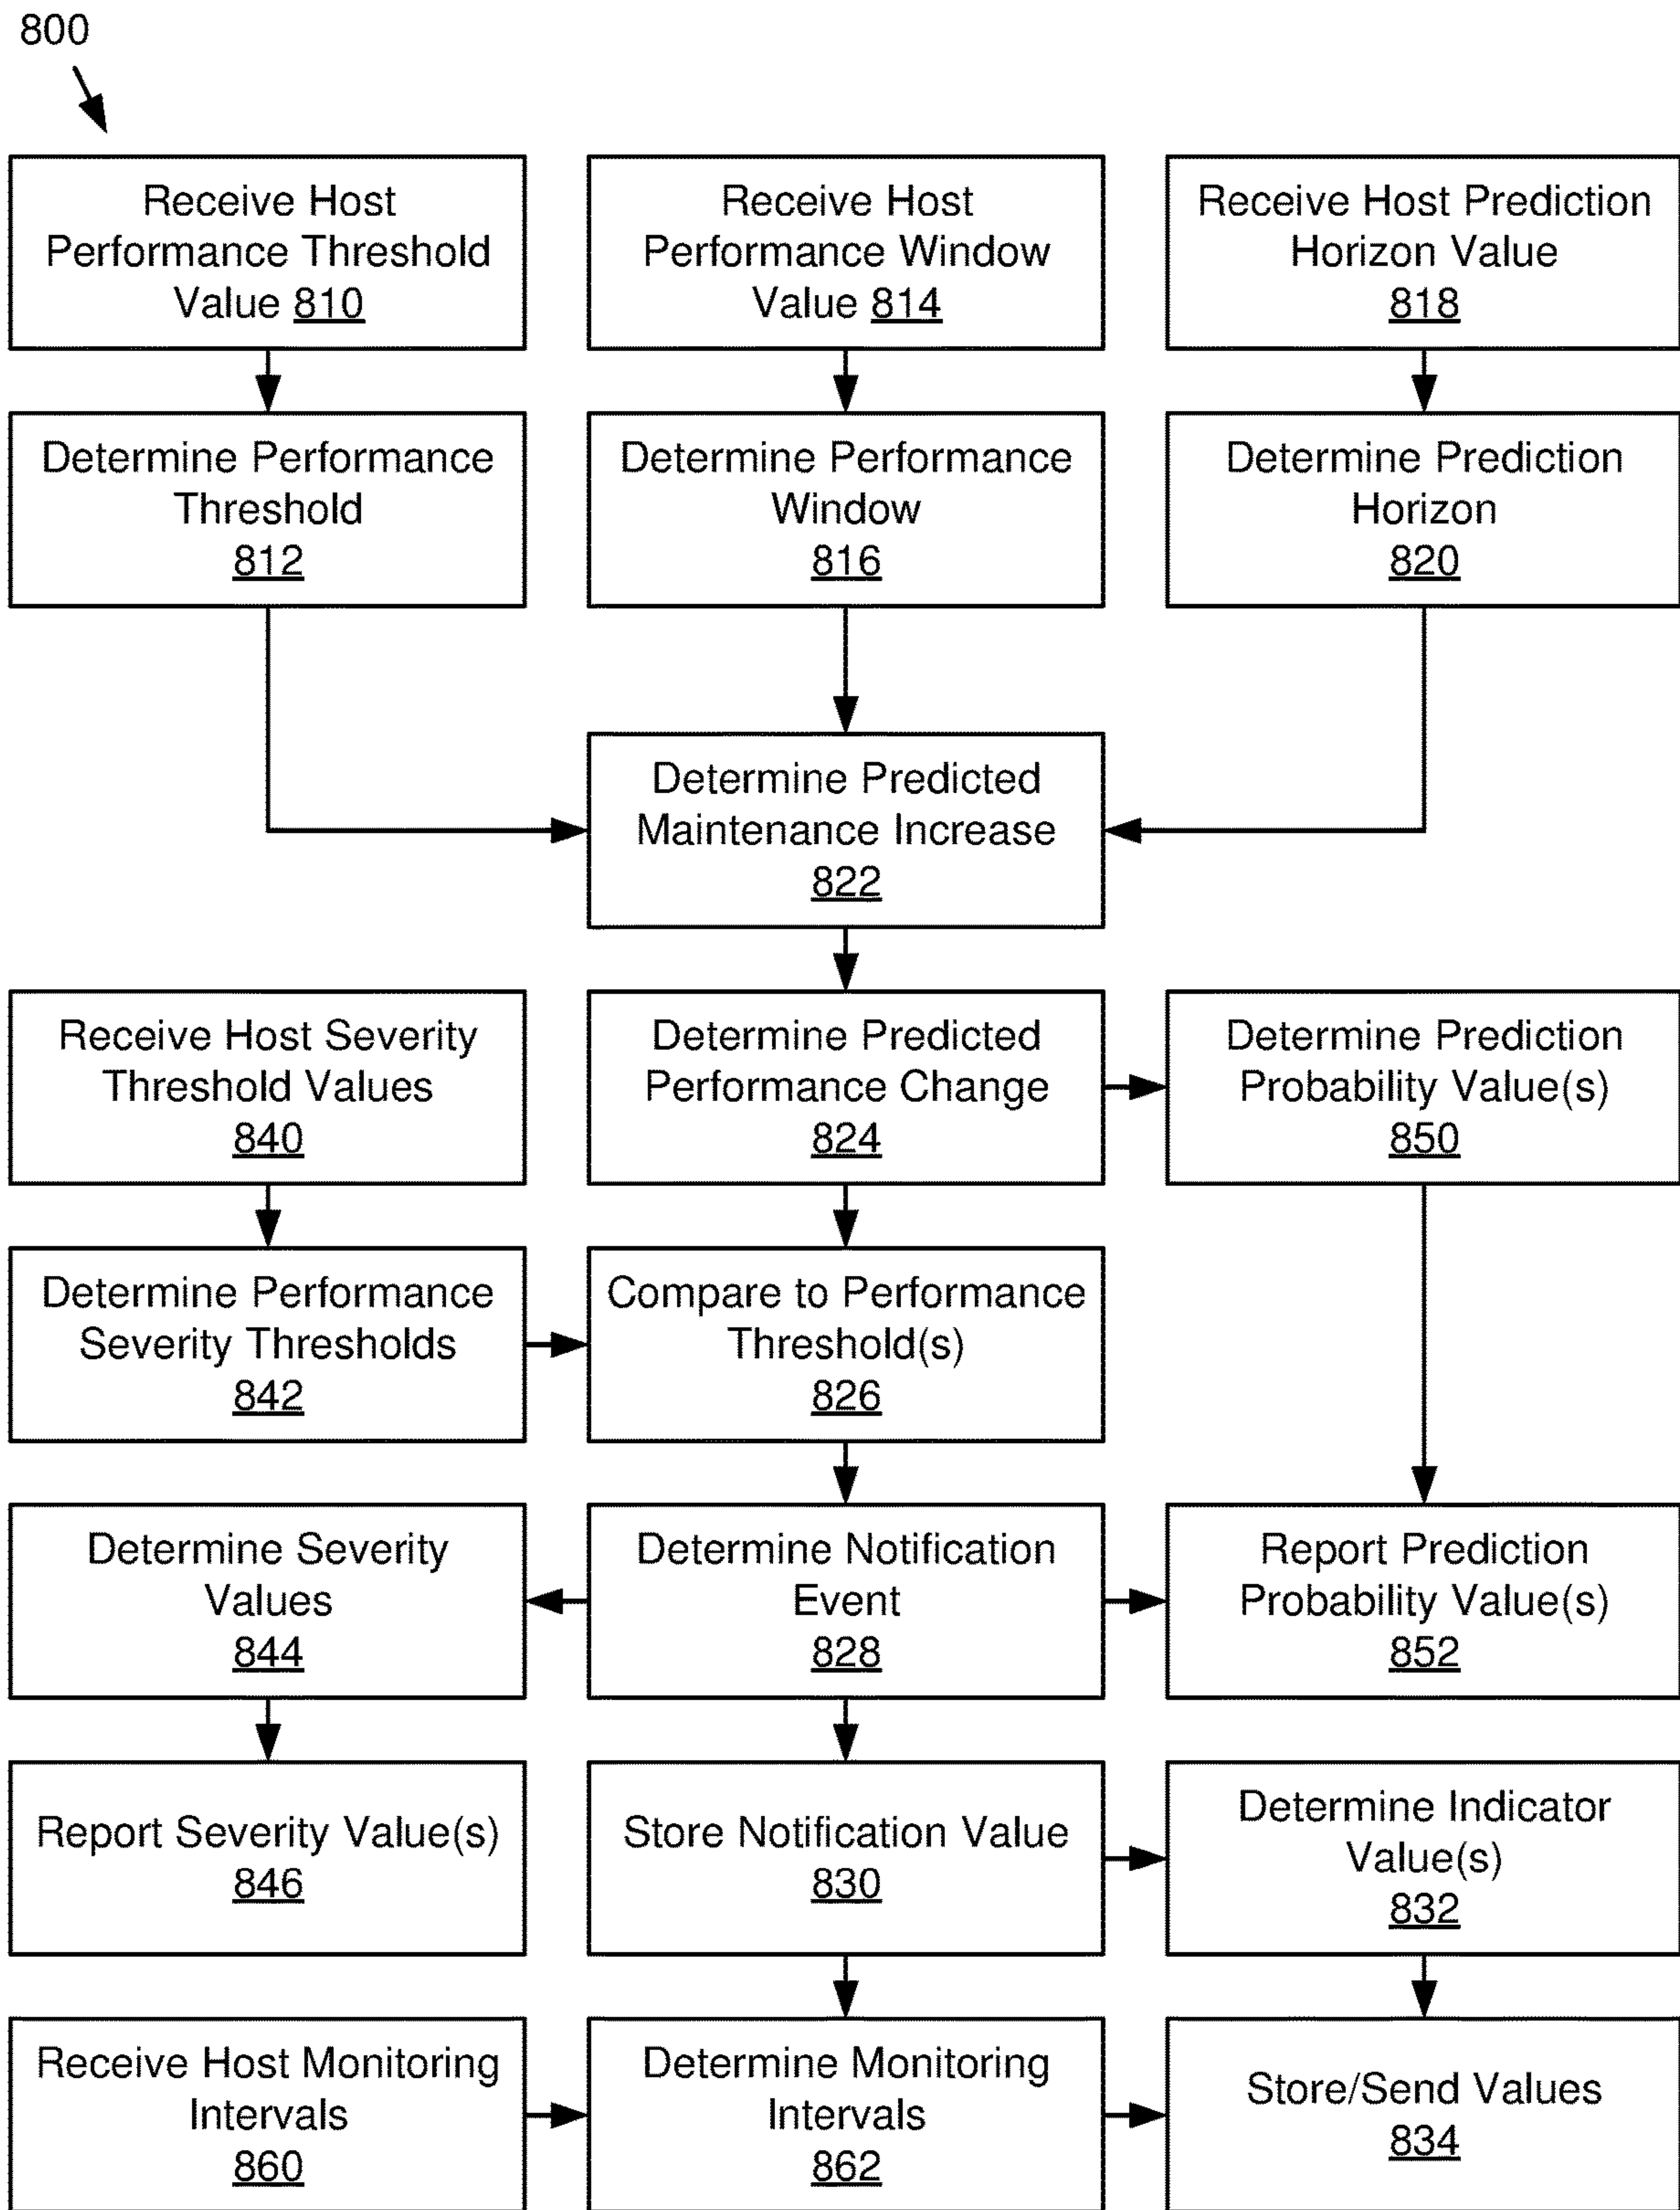 800
Receive Host
Performance Threshold
Value 810
Receive Host
Performance Window
Value 814
Receive Host Prediction
Horizon Value
818
Determine Performance
Threshold
812
Determine Performance
Window
816
Determine Prediction
Horizon
820
Determine Predicted
Maintenance Increase
822
Receive Host Severity
Threshold Values
840
Determine Predicted
Performance Change
824
Determine Prediction
Probability Value(s)
850
Determine Performance
Severity Thresholds
842
Compare to Performance
Threshold(s)
826
Determine Severity
Values
844
Determine Notification
Event
828
Report Prediction
Probability Value(s)
852
Report Severity Value(s)
846
Store Notification Value
830
Determine Indicator
Value(s)
832
Receive Host Monitoring
Intervals
860
Determine Monitoring
Intervals
862
Store/Send Values
834